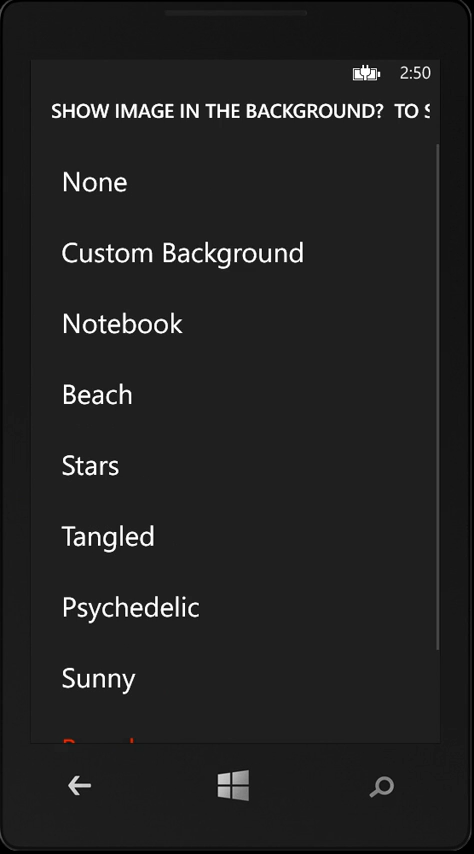 2:50
SHOW IMAGE IN THE BACKGROUND? TO S
None
Custom Background
Notebook
Beach
Stars
Tangled
Psychedelic
Sunny